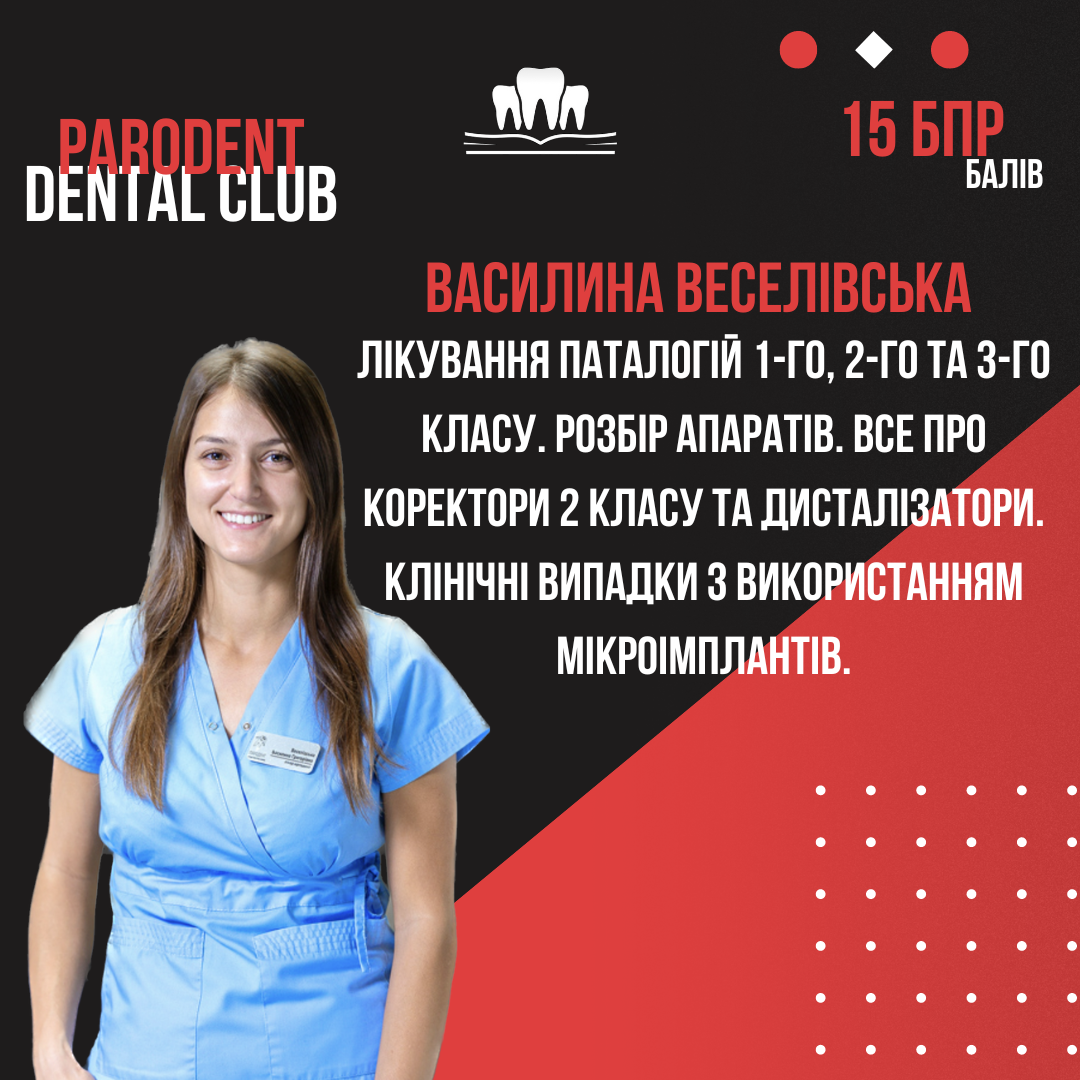 PARODENT
DENTAL CLUB
15 БПР
БАЛІВ
ВАСИЛИНА ВЕСЕЛІВСЬКА
ЛІКУВАННЯ ПАТАЛОГІЙ 1-ГО, 2-ГО ТА 3-ГО
КЛАСУ. РОЗБІР АПАРАТІВ. ВСЕ ПРО
КОРЕКТОРИ 2 КЛАСУ ТА ДИСТАЛІЗАТОРИ.
КЛІНІЧНІ ВИПАДКИ З ВИКОРИСТАННЯМ
МІКРОІМПЛАНТІВ.